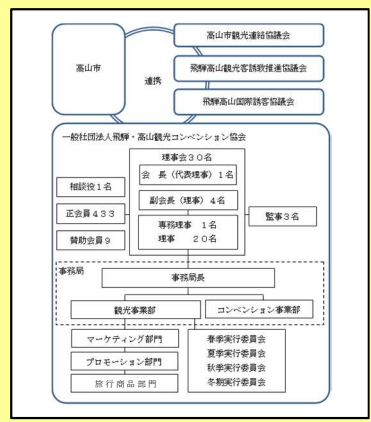 高山市
連携
高山市観光連絡協議会
飛騨高山観光客誘致推進協議会
飛騨高山国際誘客協議会
一般社団法人飛騨・高山観光コンベンション協会
理事会30名
会　長（代表理事）1名
副会長（理事）4名
専務理事　1名
理事　20名
相談役1名
正会員433
賛助会員9
監事3名
事務局
事務局長
観光事業部
コンベンション事業部
マーケティング部門
プロモーション部門
旅行商品部門
春季実行委員会
夏季実行委員会
秋季実行委員会
冬期実行委員会